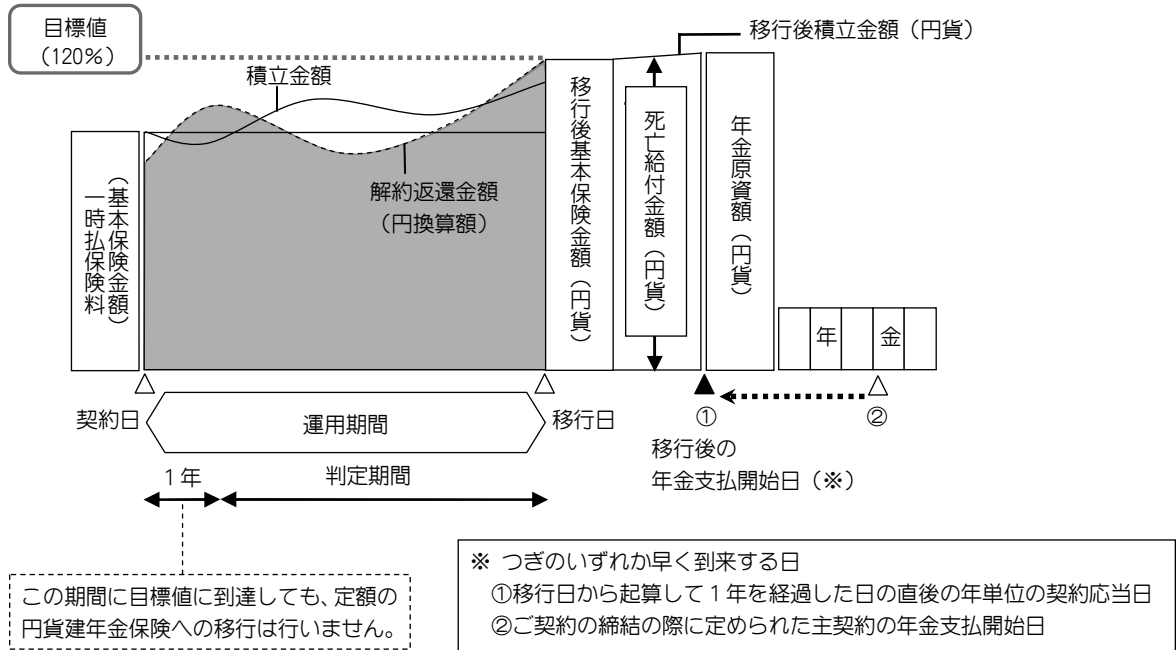 目標値
（120％）
移行後積立金額（円貨）
積立金額
解約返還金額
（円換算額）
一時払保険料
（基本保険金額）
移行後基本保険金額（円貨）
死亡給付金額（円貨）
年金原資額（円貨）
年 金
契約日
運用期間
移行日
①
②
移行後の
年金支払開始日（※）
1年
判定期間
この期間に目標値に到達しても、定額の
円貨建年金保険への移行は行いません。
※ つぎのいずれか早く到来する日
①移行日から起算して1年を経過した日の直後の年単位の契約応当日
②ご契約の締結の際に定められた主契約の年金支払開始日